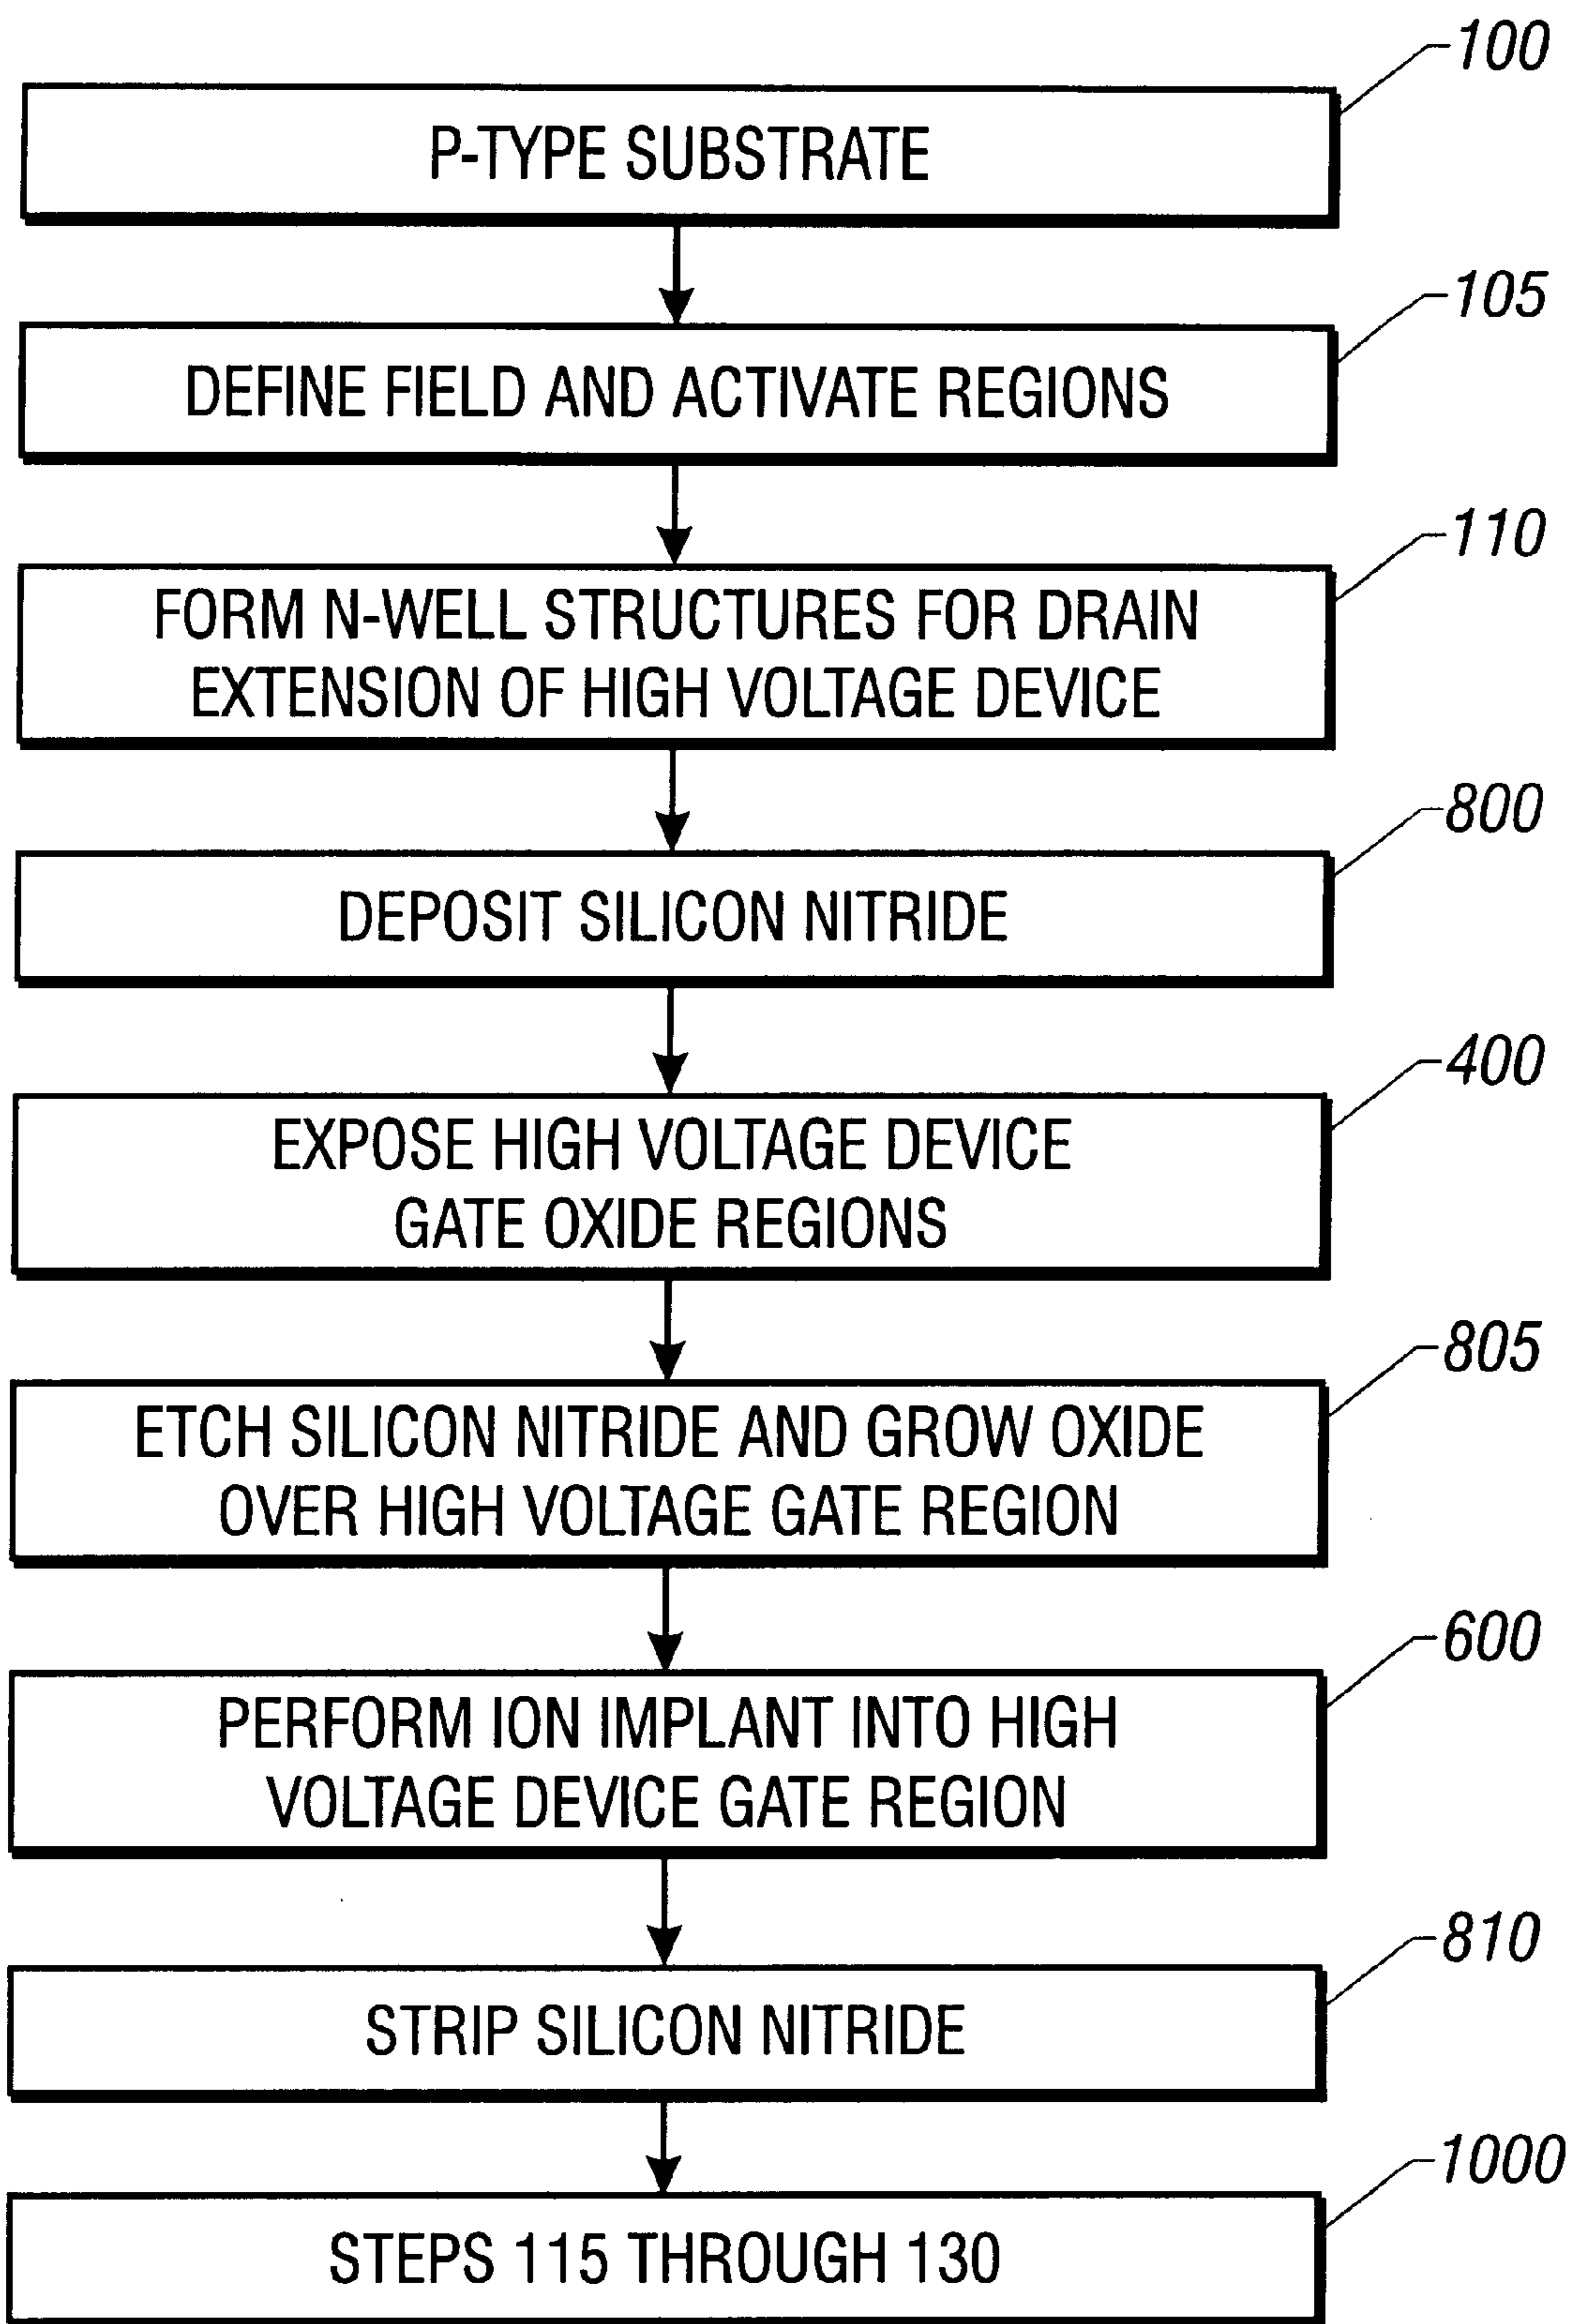 100
P-TYPE SUBSTRATE
105
DEFINE FIELD AND ACTIVATE REGIONS
110
FORM N-WELL STRUCTURES FOR DRAIN
EXTENSION OF HIGH VOLTAGE DEVICE
800
DEPOSIT SILICON NITRIDE
400
EXPOSE HIGH VOLTAGE DEVICE
GATE OXIDE REGIONS
805
ETCH SILICON NITRIDE AND GROW OXIDE
OVER HIGH VOLTAGE GATE REGION
600
PERFORM ION IMPLANT INTO HIGH
VOLTAGE DEVICE GATE REGION
810
STRIP SILICON NITRIDE
1000
STEPS 115 THROUGH 130